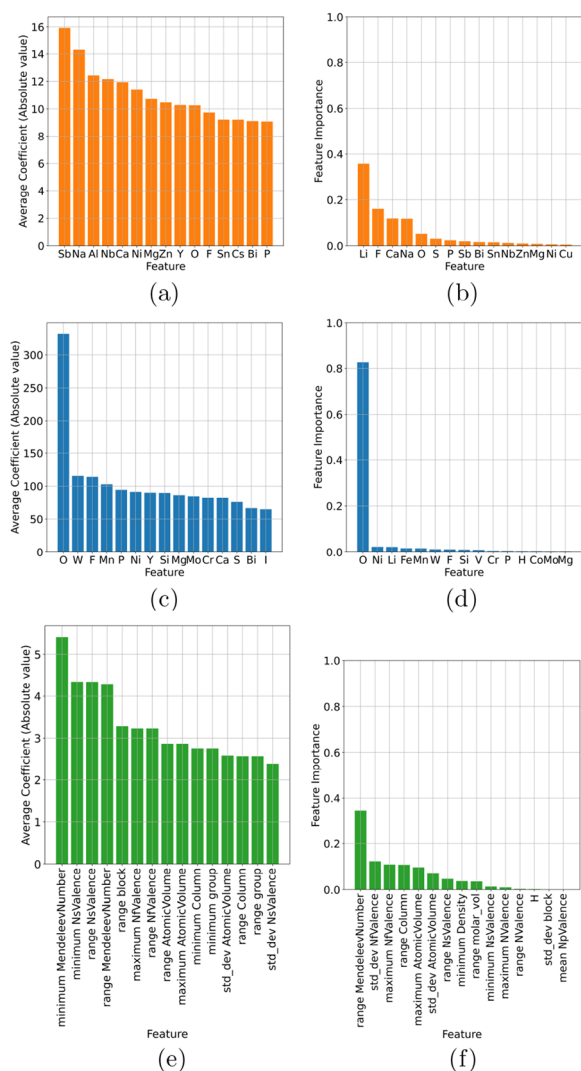 Average Coefficient (Absolute value)
16
14
12
10
8
6
4
2
0
Sb Na Al Nb Ca Ni Mg Zn Y O F Sn Cs Bi P
Feature
(a)
Feature Importance
1.0
0.8
0.6
0.4
0.2
0.0
Li F Ca Na O S P Sb Bi Sn Nb Zn Mg Ni Cu
Feature
(b)
Average Coefficient (Absolute value)
300
250
200
150
100
50
0
O W F Mn P Ni Y Si Mg Mo Cr Ca S Bi I
Feature
(c)
Feature Importance
1.0
0.8
0.6
0.4
0.2
0.0
O Ni Li Fe Mn W F Si V Cr P H Co Mo Mg
Feature
(d)
Average Coefficient (Absolute value)
5
4
3
2
1
0
minimum MendeleevNumber
minimum NsValence
range NsValence
range MendeleevNumber
range block
maximum NfValence
range NfValence
range AtomicVolume
maximum AtomicVolume
minimum Column
minimum group
std_dev AtomicVolume
range Column
range group
std_dev NsValence
Feature
(e)
Feature Importance
1.0
0.8
0.6
0.4
0.2
0.0
range MendeleevNumber
std_dev NfValence
maximum NfValence
range Column
maximum AtomicVolume
std_dev AtomicVolume
range NsValence
minimum Density
range molar_vol
minimum NsValence
maximum NValence
range NValence
H
std_dev block
mean NpValence
Feature
(f)